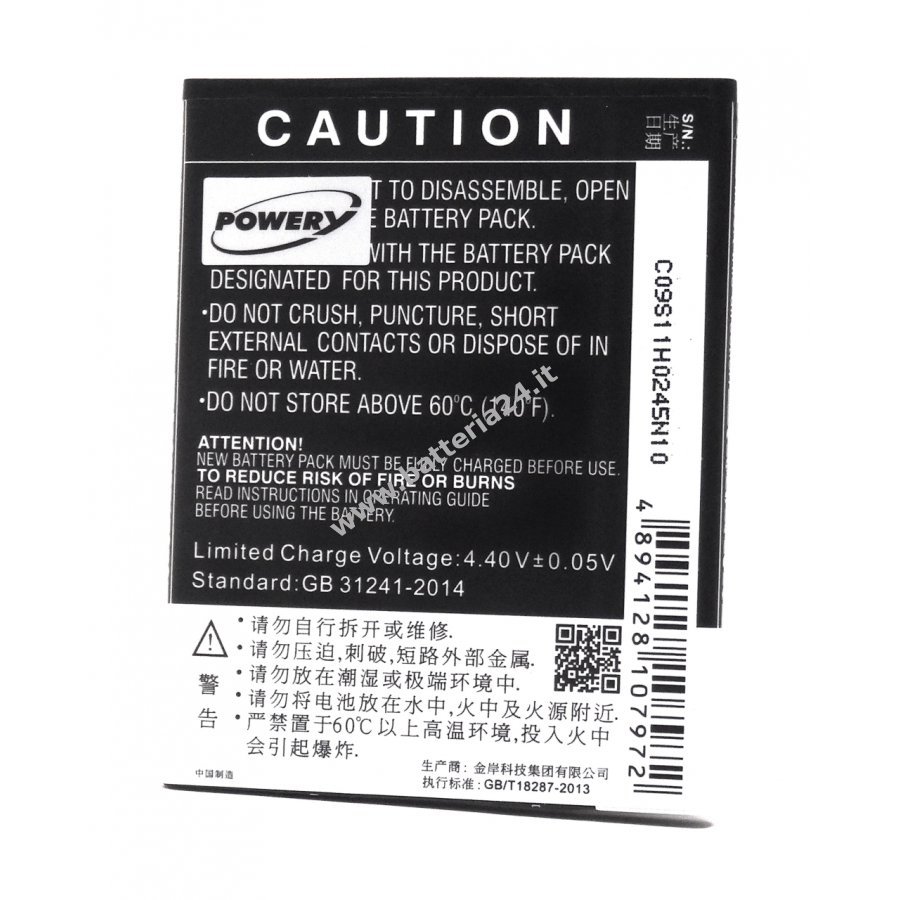 CAUTION
T TO DISASSEMBLE, OPEN
POWERY
E BATTERY PACK.
WITH THE BATTERY PACK
DESIGNATED FOR THIS PRODUCT.
•DO NOT CRUSH, PUNCTURE, SHORT
EXTERNAL CONTACTS OR DISPOSE OF IN
FIRE OR WATER.
•DO NOT STORE ABOVE 60°C (140°F).
ATTENTION!
NEW BATTERY PACK MUST BE FULLY CHARGED BEFORE USE.
TO REDUCE RISK OF FIRE OR BURNS
READ INSTRUCTIONS IN OPERATING GUIDE
BEFORE USING THE BATTERY.
Limited Charge Voltage:4.40V±0.05V
Standard:GB 31241-2014
www.batteria24.it
S/N.:
生产
日期
C09S11H0245N10
4 894128 107972
警
告
•请勿自行拆开或维修.
•请勿压迫,刺破,短路外部金属.
•请勿放在潮湿或极端环境中.
•请勿将电池放在水中,火中及火源附近.
•严禁置于60℃以上高温环境,投入火中
会引起爆炸.
中国制造
生产商: 金岸科技集团有限公司
执行标准: GB/T18287-2013